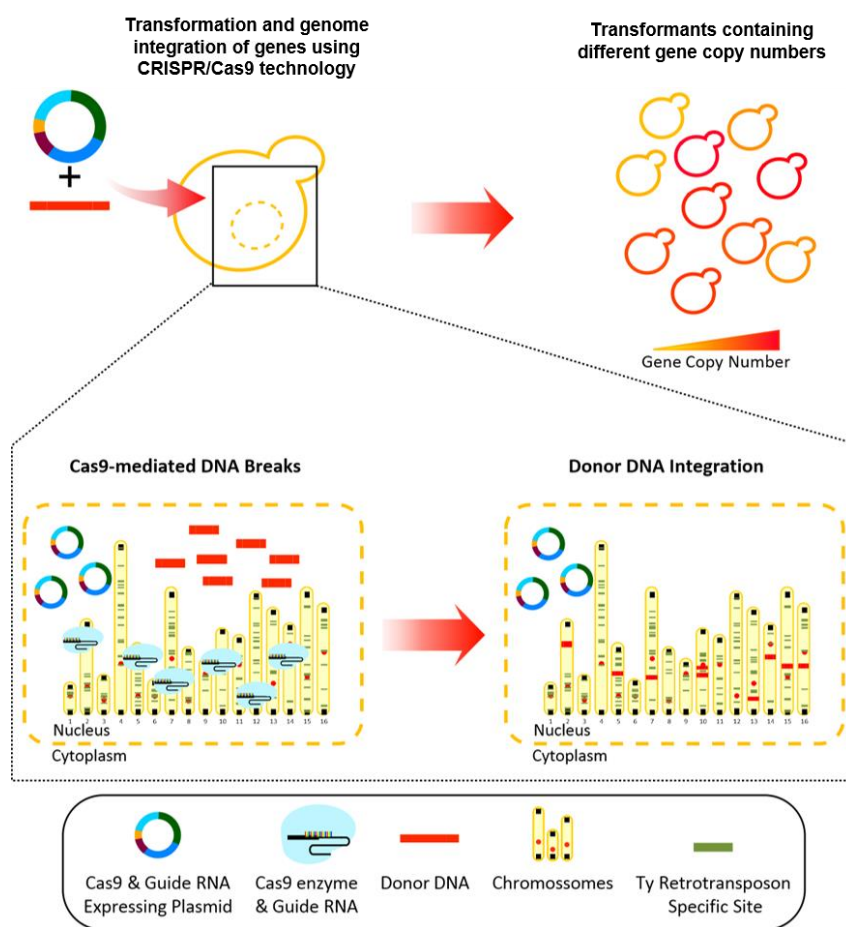 Transformation and genome
integration of genes using
CRISPR/Cas9 technology
Transformants containing
different gene copy numbers
+
Gene Copy Number
Cas9-mediated DNA Breaks
Donor DNA Integration
1 2 3 4 5 6 7 8 9 10 11 12 13 14 15 16
Nucleus
Cytoplasm
1 2 3 4 5 6 7 8 9 10 11 12 13 14 15 16
Nucleus
Cytoplasm
Cas9 & Guide RNA
Expressing Plasmid
Cas9 enzyme
& Guide RNA
Donor DNA
Chromossomes
Ty Retrotransposon
Specific Site